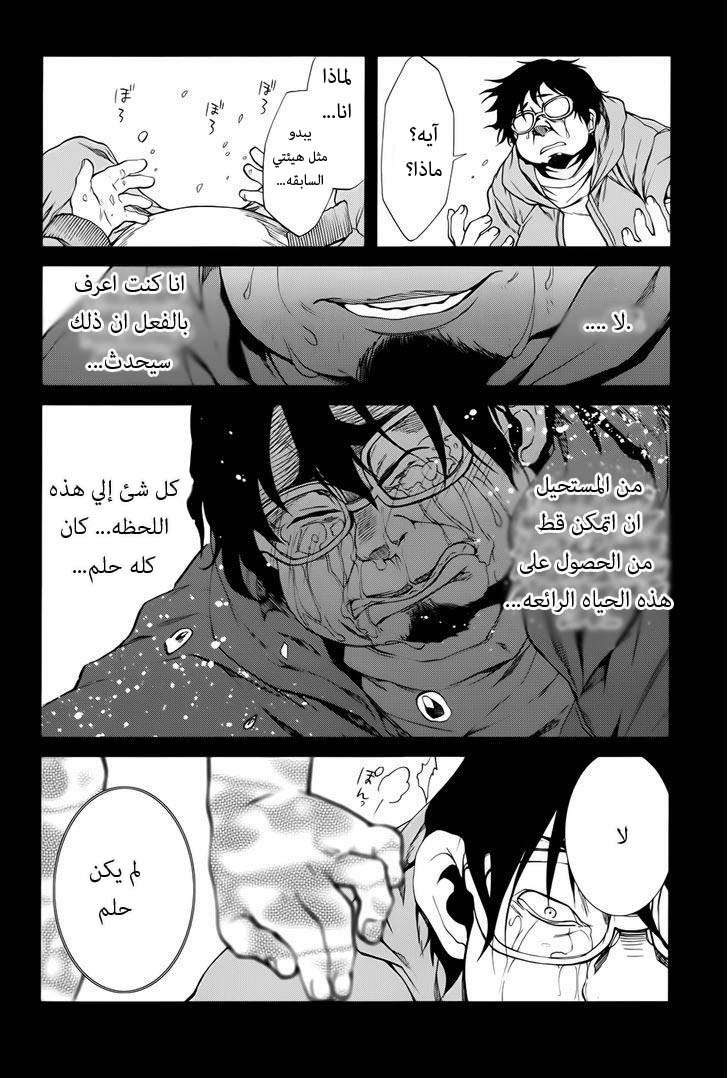 آيه؟
ماذا؟
لماذا
انا...
يبدو
مثل هيئتي
السابقه...
لا ....
انا كنت اعرف
بالفعل ان ذلك
سيحدث...
من المستحيل
ان اتمكن قط
من الحصول على
هذه الحياه الرائعه...
كل شئ إلي هذه
اللحظه... كان
كله حلم...
لا
لم يكن
حلم